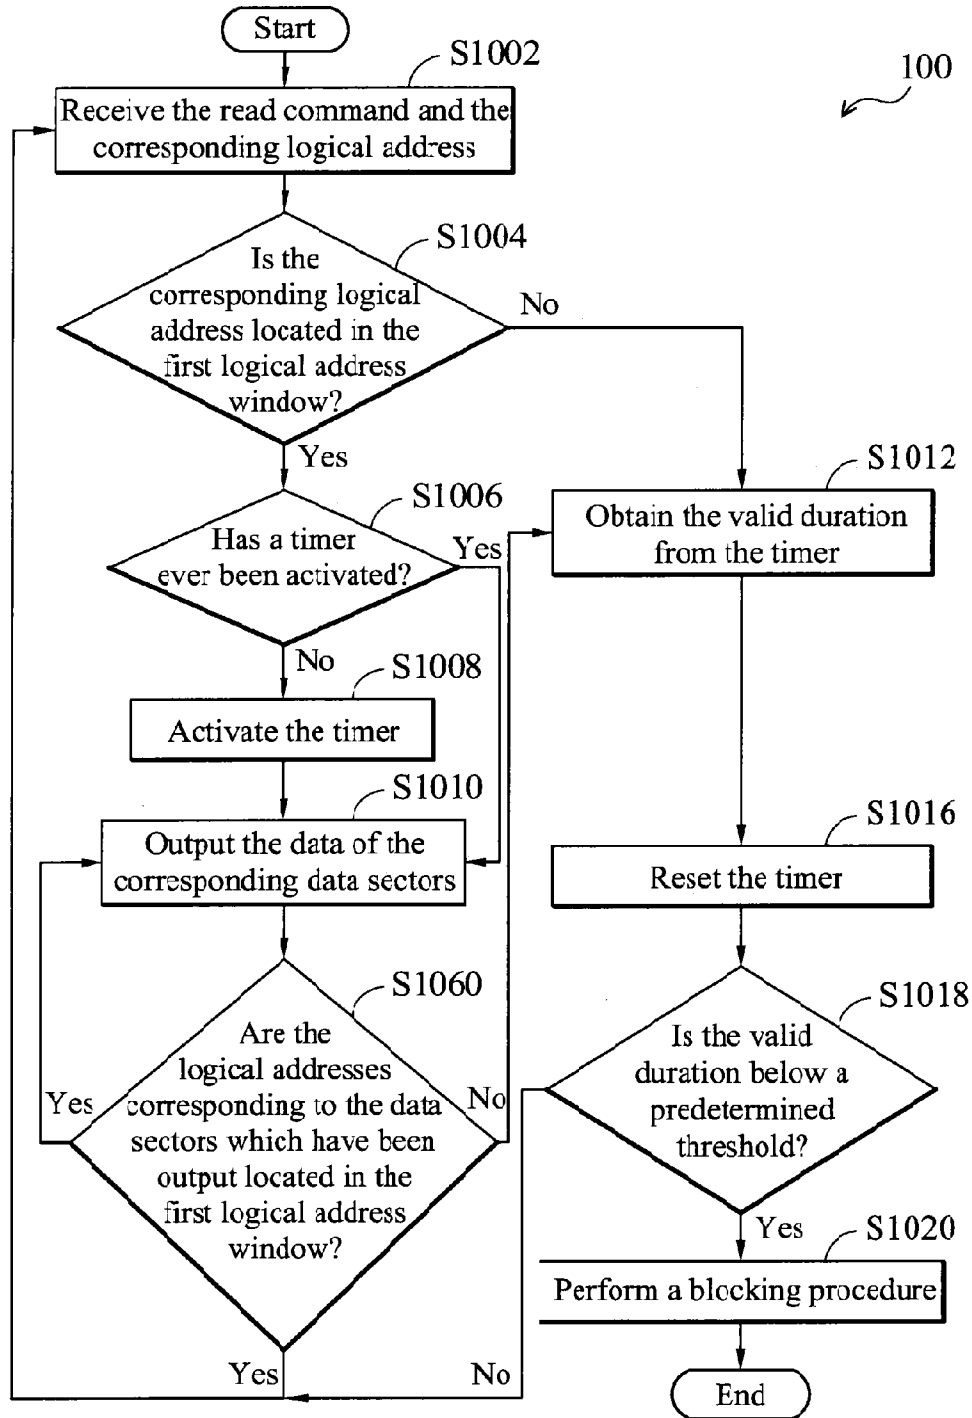 Start
S1002
100
Receive the read command and the
corresponding logical address
S1004
Is the
corresponding logical
address located in the
first logical address
window?
No
Yes
S1006
Has a timer
ever been activated?
Yes
No
S1008
Activate the timer
S1010
Output the data of the
corresponding data sectors
S1060
Are the
logical addresses
corresponding to the data
sectors which have been
output located in the
first logical address
window?
Yes
No
Yes
S1012
Obtain the valid duration
from the timer
S1016
Reset the timer
S1018
Is the valid
duration below a
predetermined
threshold?
No
Yes
S1020
Perform a blocking procedure
End